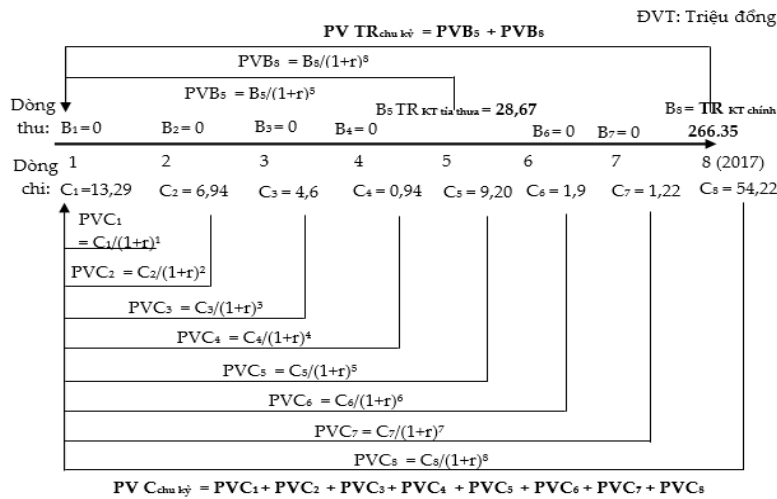 ĐVT: Triệu đồng
PV TRchu kỳ = PVB5 + PVB8
PVB8 = B8/(1+r)⁸
PVB5 = B5/(1+r)⁵
Dòng thu:
B1=0 B2=0 B3=0 B4=0 B5 TR KT tỉa thưa = 28,67 B6=0 B7=0 B8= TR KT chính 266.35
1 2 3 4 5 6 7 8 (2017)
Dòng chi:
C1=13,29 C2 = 6,94 C3 = 4,6 C4 = 0,94 C5 = 9,20 C6 = 1,9 C7 = 1,22 C8 = 54,22
PVC1
= C1/(1+r)¹
PVC2 = C2/(1+r)²
PVC3 = C3/(1+r)³
PVC4 = C4/(1+r)⁴
PVC5 = C5/(1+r)⁵
PVC6 = C6/(1+r)⁶
PVC7 = C7/(1+r)⁷
PVC8 = C8/(1+r)⁸
PV Cchu kỳ = PVC1 + PVC2 + PVC3 + PVC4 + PVC5 + PVC6 + PVC7 + PVC8